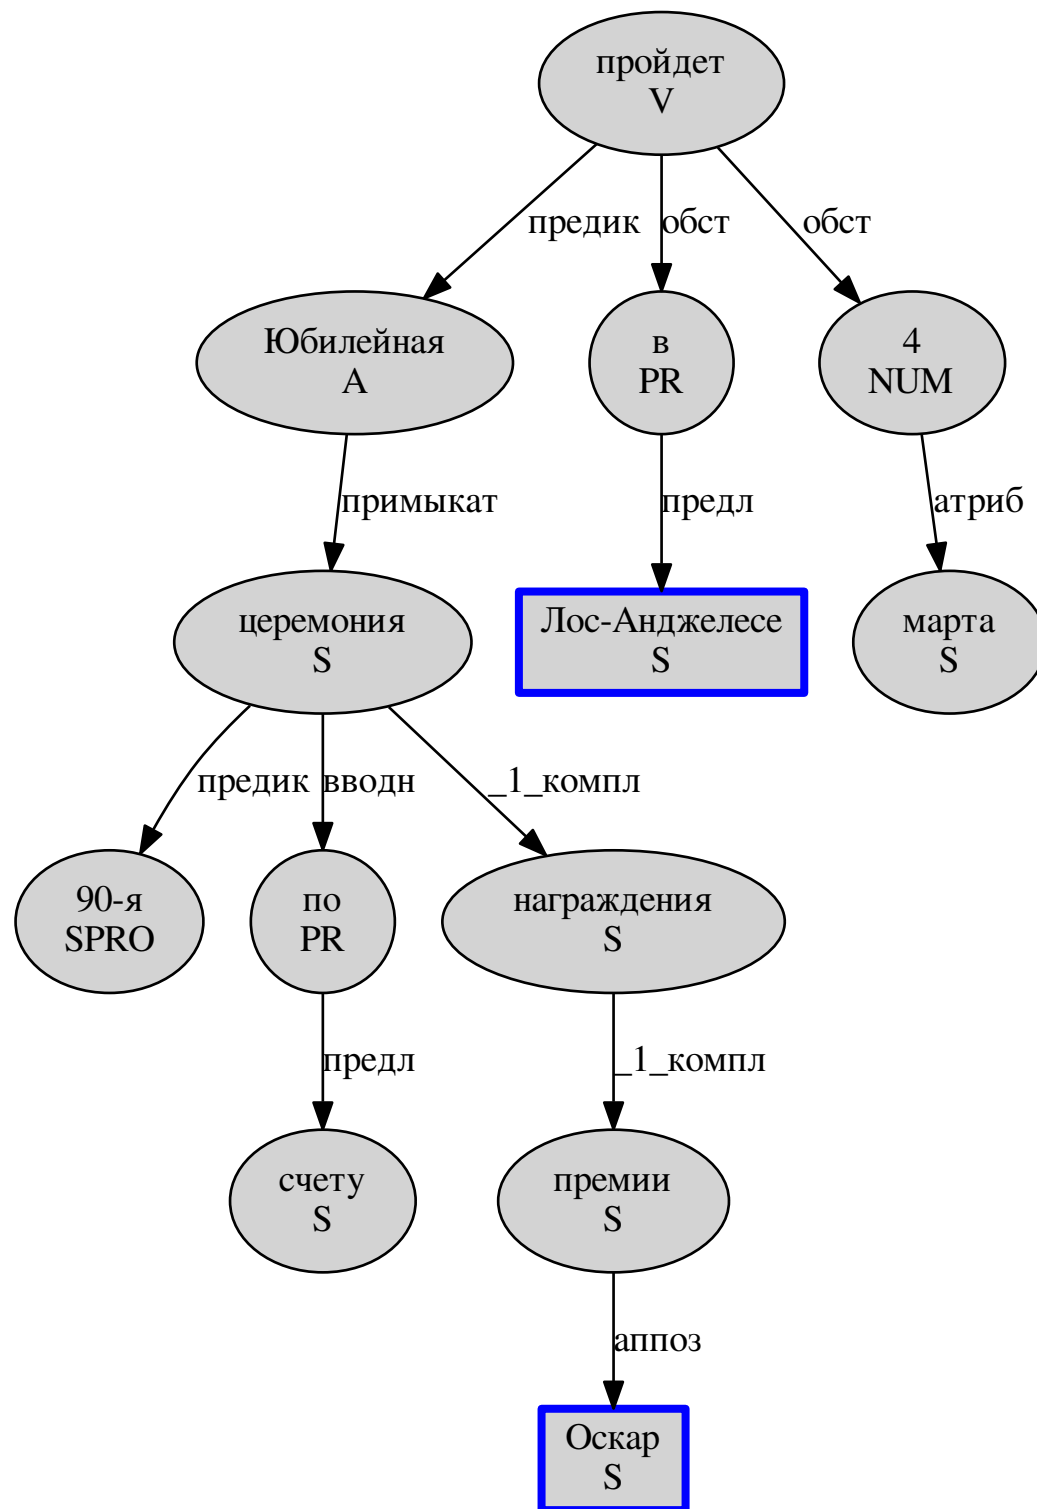 пройдет
V
предик
обст
обст
Юбилейная
A
в
PR
4
NUM
примыкат
предл
атриб
церемония
S
Лос-Анджелесе
S
марта
S
предик
вводн
_1_компл
90-я
SPRO
по
PR
награждения
S
предл
_1_компл
счету
S
премии
S
аппоз
Оскар
S